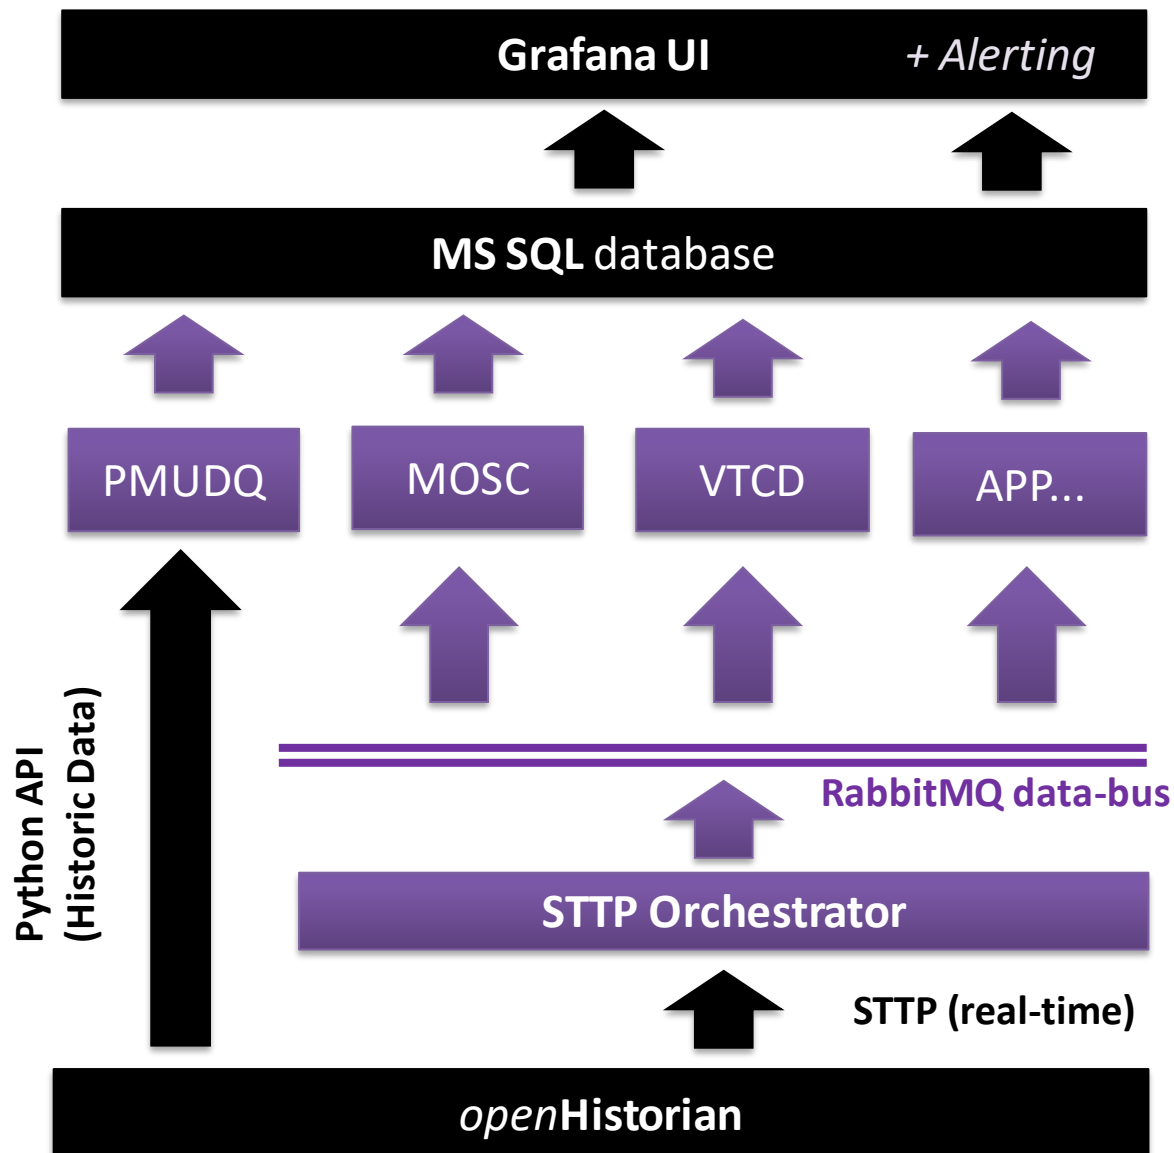 Grafana UI + Alerting
MS SQL database
PMUDQ
MOSC
VTCD
APP...
Python API
(Historic Data)
RabbitMQ data-bus
STTP Orchestrator
STTP (real-time)
openHistorian